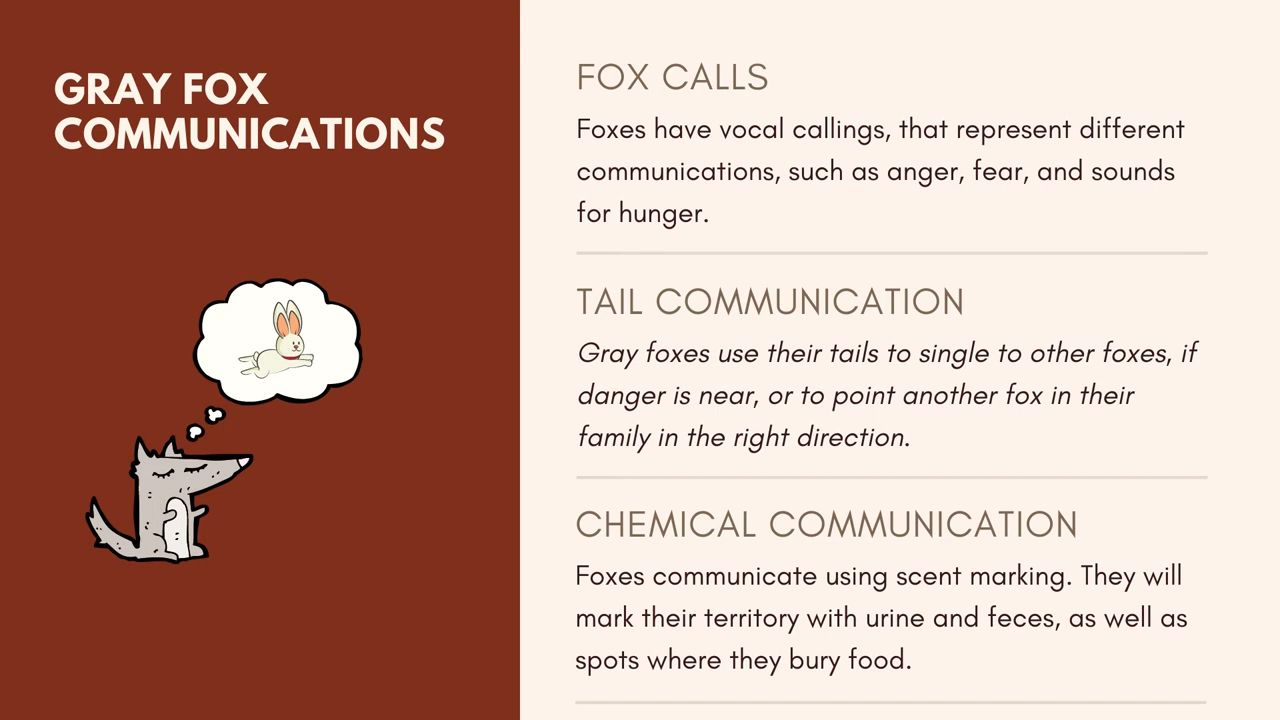 GRAY FOX
COMMUNICATIONS
FOX CALLS
Foxes have vocal callings, that represent different
communications, such as anger, fear, and sounds
for hunger.
TAIL COMMUNICATION
Gray foxes use their tails to single to other foxes, if
danger is near, or to point another fox in their
family in the right direction.
CHEMICAL COMMUNICATION
Foxes communicate using scent marking. They will
mark their territory with urine and feces, as well as
spots where they bury food.